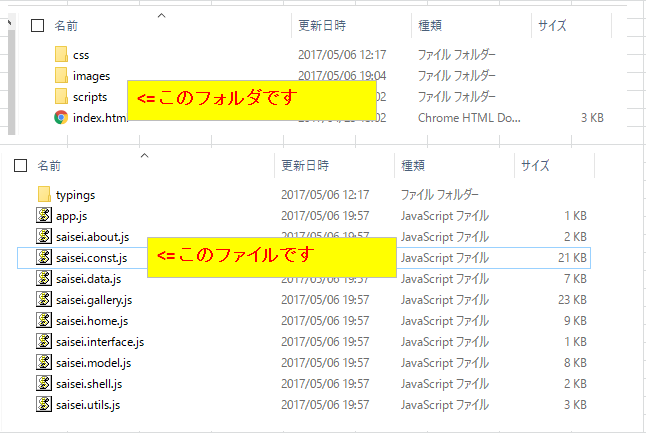 名前 更新日時 種類 サイズ
css 2017/05/06 12:17 ファイル フォルダー
images 2017/05/06 19:04 ファイル フォルダー
scripts <=このフォルダです ファイル フォルダー
index.html Chrome HTML Do... 3 KB
名前 更新日時 種類 サイズ
typings 2017/05/06 12:17 ファイル フォルダー
app.js 2017/05/06 19:57 JavaScript ファイル 1 KB
saisei.about.js 2017/05/06 19:57 JavaScript ファイル 2 KB
saisei.const.js <=このファイルです JavaScript ファイル 21 KB
saisei.data.js 2017/05/06 19:57 JavaScript ファイル 7 KB
saisei.gallery.js 2017/05/06 19:57 JavaScript ファイル 23 KB
saisei.home.js 2017/05/06 19:57 JavaScript ファイル 9 KB
saisei.interface.js 2017/05/06 19:57 JavaScript ファイル 1 KB
saisei.model.js 2017/05/06 19:57 JavaScript ファイル 8 KB
saisei.shell.js 2017/05/06 19:57 JavaScript ファイル 2 KB
saisei.utils.js 2017/05/06 19:57 JavaScript ファイル 3 KB